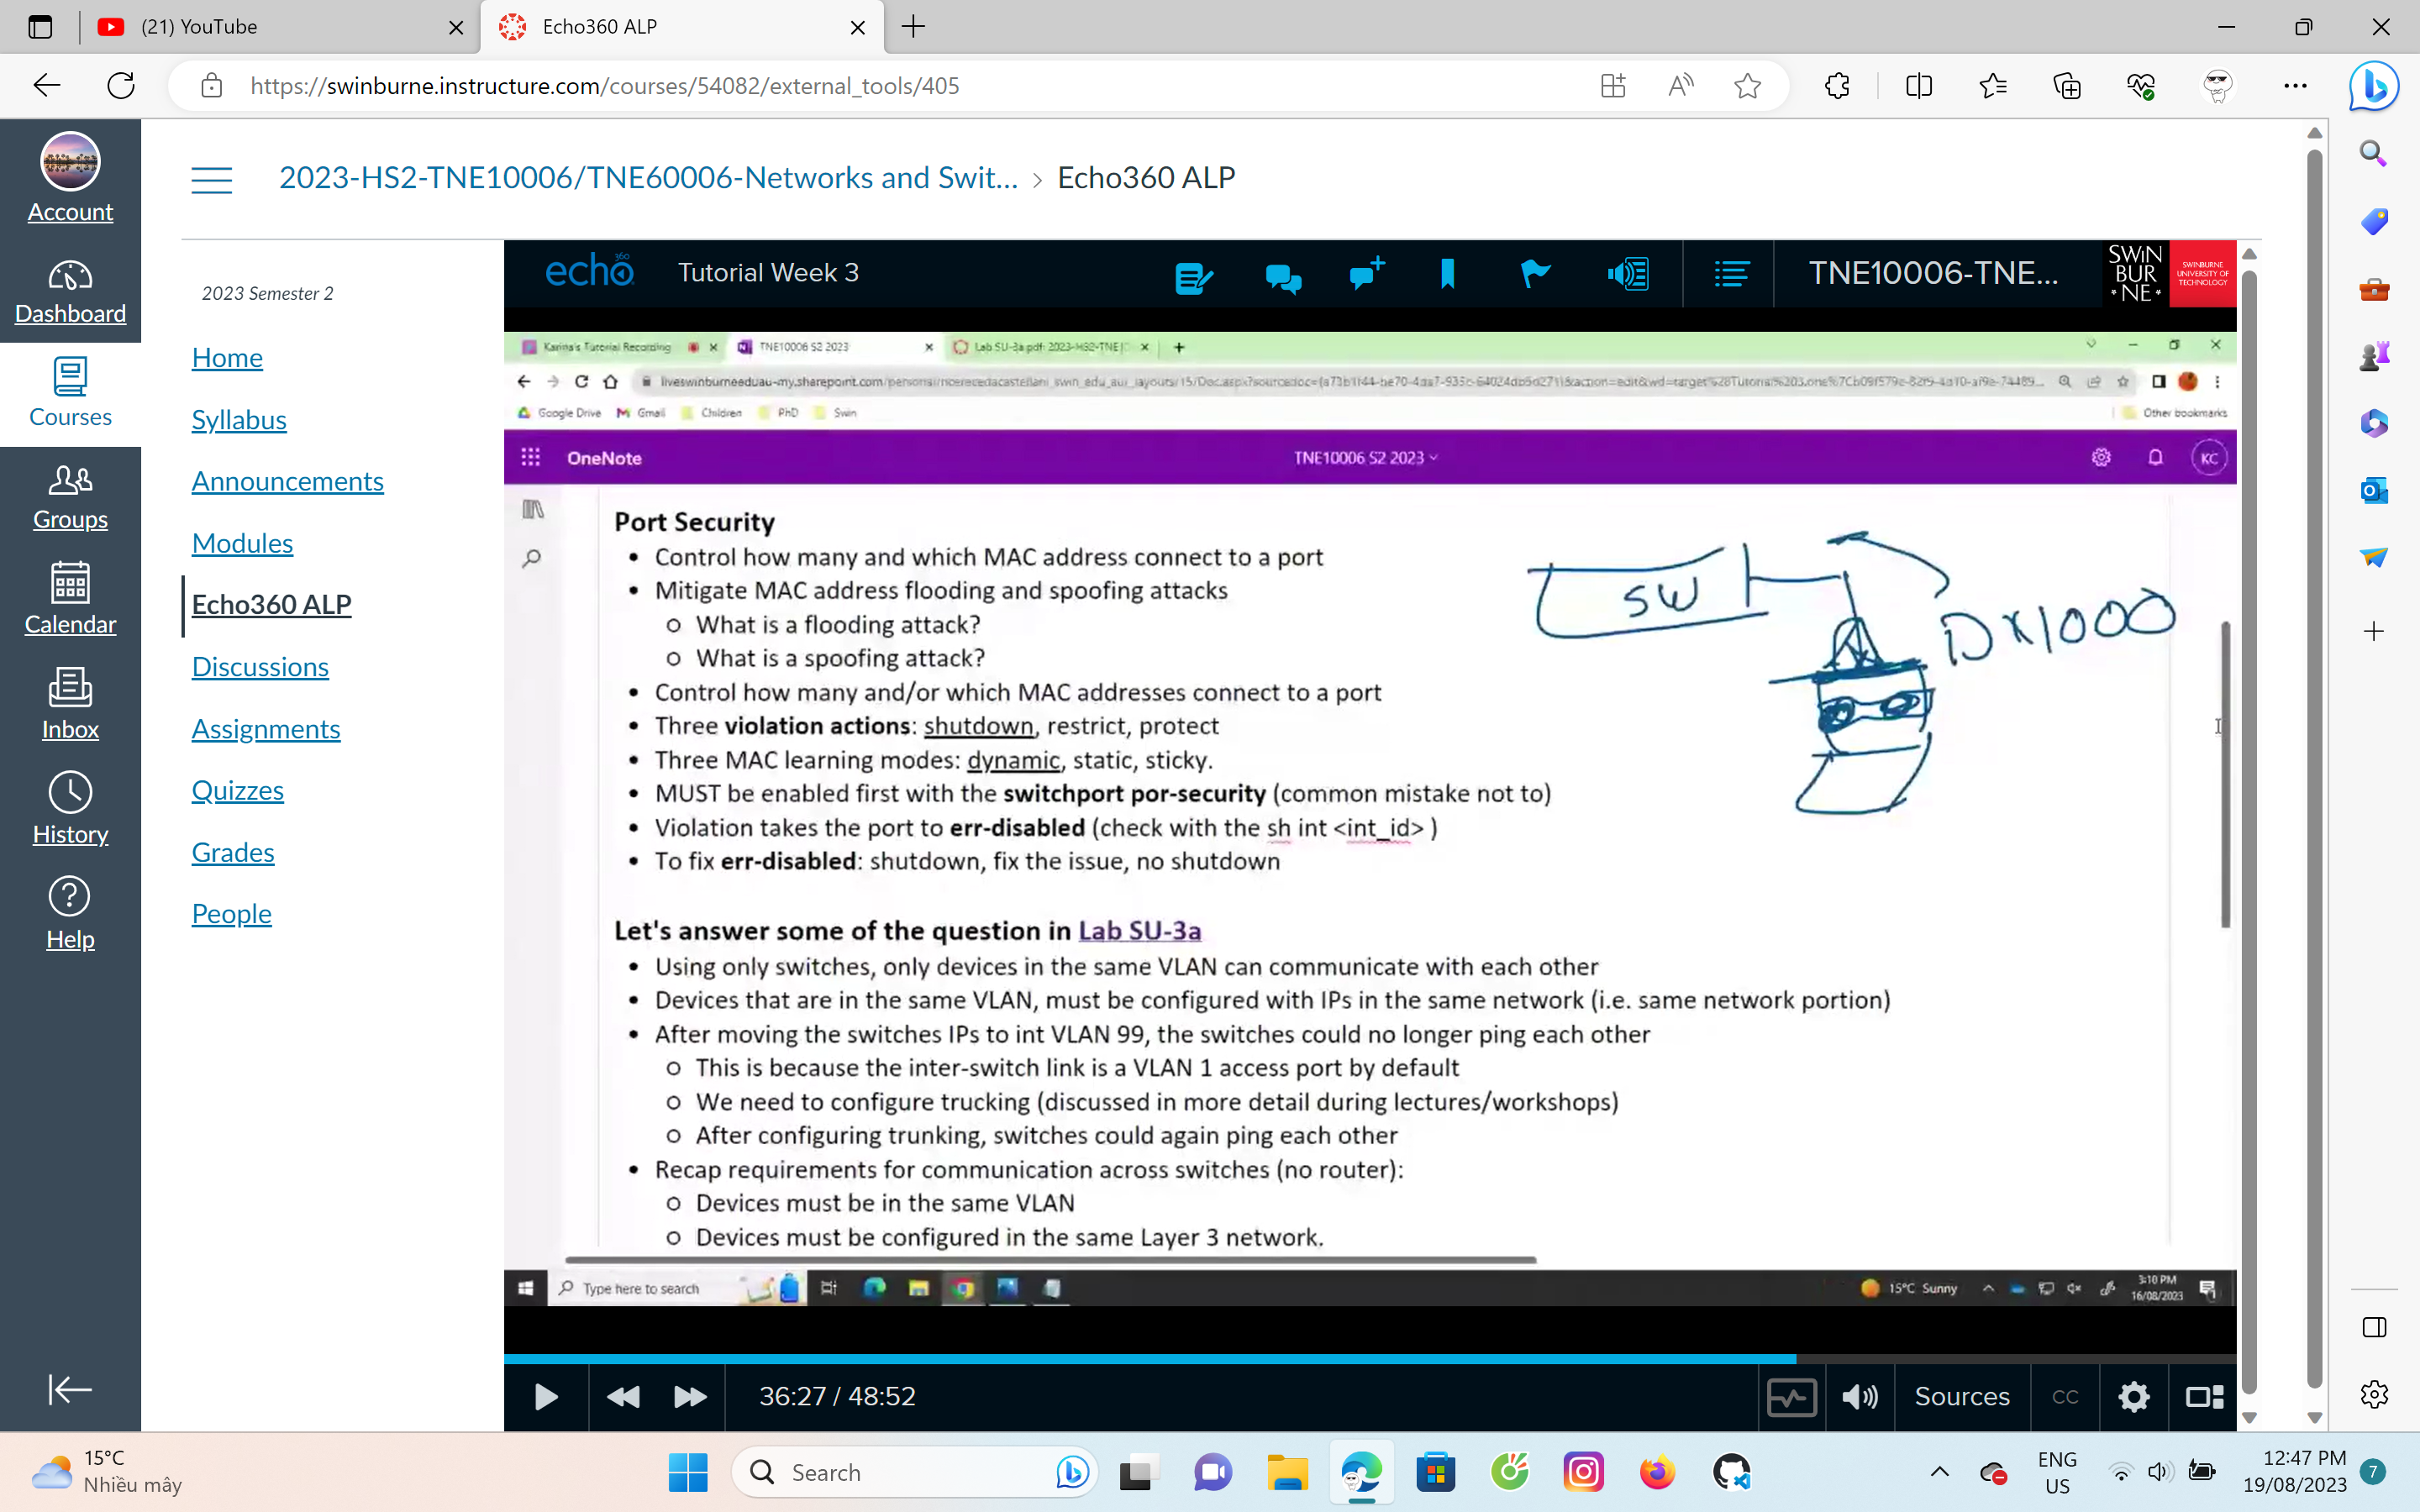 (21) YouTube
Echo360 ALP
https://swinburne.instructure.com/courses/54082/external_tools/405
Account
Dashboard
Courses
Groups
Calendar
Inbox
History
Help
2023-HS2-TNE10006/TNE60006-Networks and Swit... › Echo360 ALP
2023 Semester 2
Home
Syllabus
Announcements
Modules
Echo360 ALP
Discussions
Assignments
Quizzes
Grades
People
echo 360
Tutorial Week 3
TNE10006-TNE...
SWIN
BUR
*NE*
SWINBURNE
UNIVERSITY OF
TECHNOLOGY
Karina's Tutorial Recording
TNE10006 S2 2023
Lab SU-3a.pdf: 2023-HS2-TNE1
Google Drive
Gmail
Children
PhD
Swin
Other bookmarks
OneNote
TNE10006 S2 2023
KC
Port Security
• Control how many and which MAC address connect to a port
• Mitigate MAC address flooding and spoofing attacks
o What is a flooding attack?
o What is a spoofing attack?
• Control how many and/or which MAC addresses connect to a port
• Three violation actions: shutdown, restrict, protect
• Three MAC learning modes: dynamic, static, sticky.
• MUST be enabled first with the switchport por-security (common mistake not to)
• Violation takes the port to err-disabled (check with the sh int <int_id> )
• To fix err-disabled: shutdown, fix the issue, no shutdown
SW
Dx1000
Let's answer some of the question in Lab SU-3a
• Using only switches, only devices in the same VLAN can communicate with each other
• Devices that are in the same VLAN, must be configured with IPs in the same network (i.e. same network portion)
• After moving the switches IPs to int VLAN 99, the switches could no longer ping each other
o This is because the inter-switch link is a VLAN 1 access port by default
o We need to configure trucking (discussed in more detail during lectures/workshops)
o After configuring trunking, switches could again ping each other
• Recap requirements for communication across switches (no router):
o Devices must be in the same VLAN
o Devices must be configured in the same Layer 3 network.
Type here to search
15°C Sunny
3:10 PM
16/08/2023
36:27 / 48:52
Sources
CC
15°C
Nhiều mây
Search
ENG
US
12:47 PM
19/08/2023
7